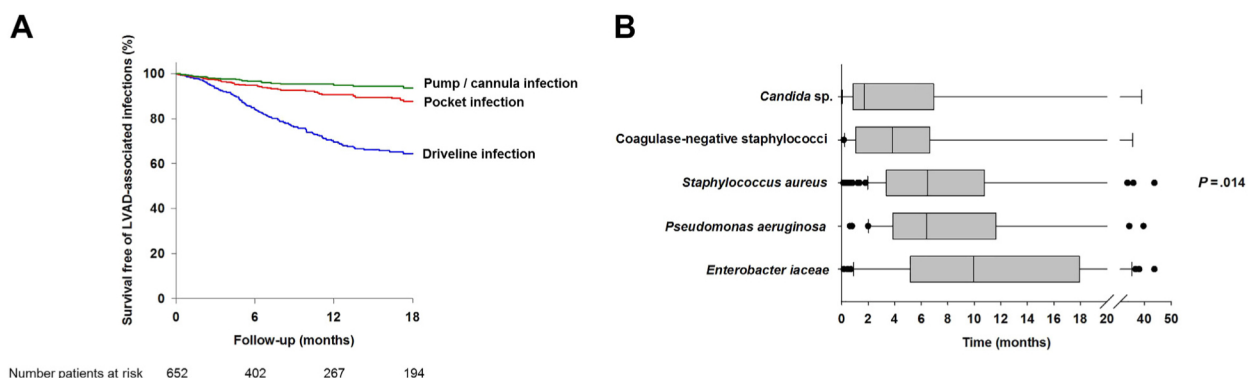 A
Survival free of LVAD-associated infections (%)
100
80
60
40
20
0
Pump / cannula infection
Pocket infection
Driveline infection
0 6 12 18
Follow-up (months)
Number patients at risk 652 402 267 194
B
Candida sp.
Coagulase-negative staphylococci
Staphylococcus aureus
Pseudomonas aeruginosa
Enterobacter iaceae
P = .014
0 2 4 6 8 10 12 14 16 18 20 40 50
Time (months)